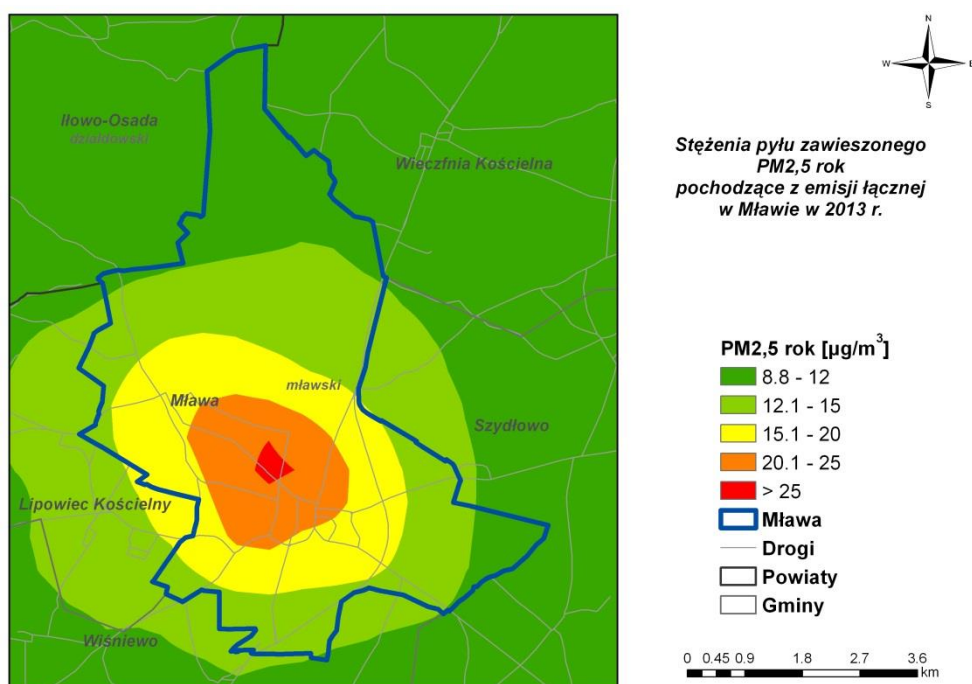 Iłowo-Osada
działdowski
Wieczfnia Kościelna
mławski
Mława
Szydłowo
Lipowiec Kościelny
Wiśniewo
N
W
E
S
Stężenia pyłu zawieszonego
PM2,5 rok
pochodzące z emisji łącznej
w Mławie w 2013 r.
PM2,5 rok [µg/m³]
8.8 - 12
12.1 - 15
15.1 - 20
20.1 - 25
> 25
Mława
Drogi
Powiaty
Gminy
0 0.45 0.9 1.8 2.7 3.6
km